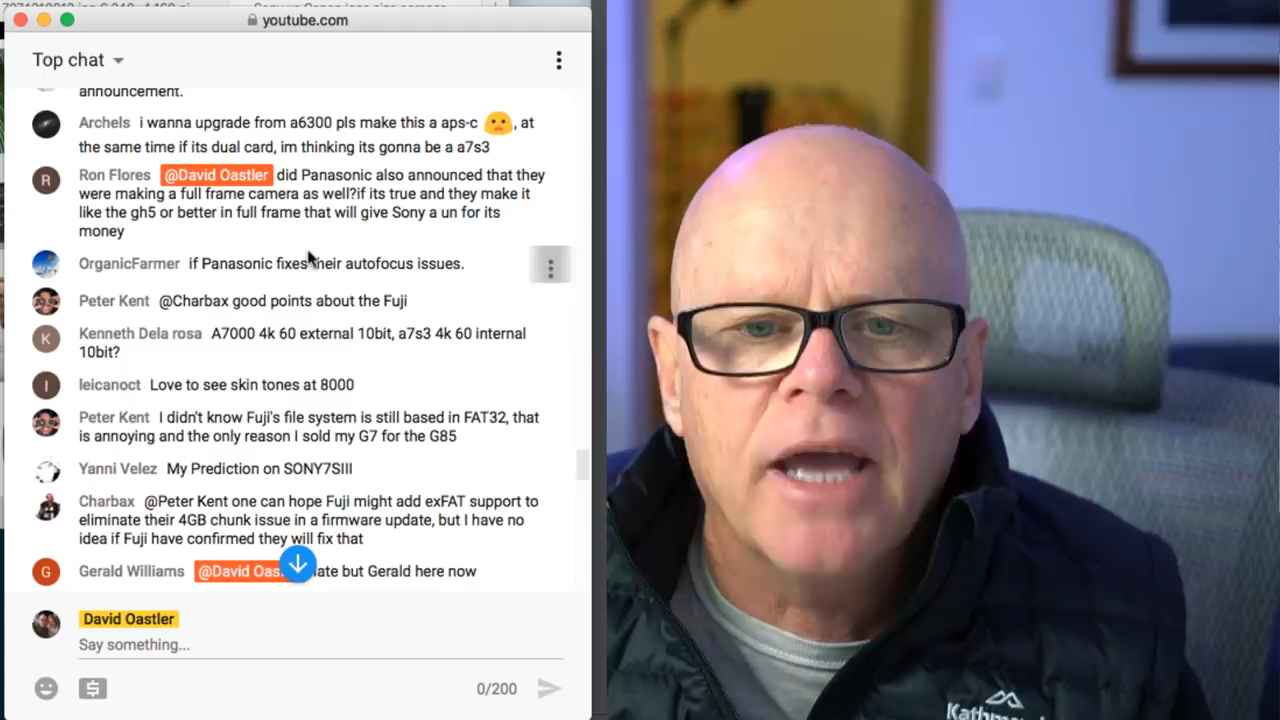 youtube.com
Top chat
announcement.
Archels i wanna upgrade from a6300 pls make this a aps-c , at
the same time if its dual card, im thinking its gonna be a a7s3
R Ron Flores @David Oastler did Panasonic also announced that they
were making a full frame camera as well?if its true and they make it
like the gh5 or better in full frame that will give Sony a un for its
money
OrganicFarmer if Panasonic fixes their autofocus issues.
Peter Kent @Charbax good points about the Fuji
K Kenneth Dela rosa A7000 4k 60 external 10bit, a7s3 4k 60 internal
10bit?
l leicanoct Love to see skin tones at 8000
Peter Kent I didn't know Fuji's file system is still based in FAT32, that
is annoying and the only reason I sold my G7 for the G85
Yanni Velez My Prediction on SONY7SIII
Charbax @Peter Kent one can hope Fuji might add exFAT support to
eliminate their 4GB chunk issue in a firmware update, but I have no
idea if Fuji have confirmed they will fix that
G Gerald Williams @David Oas late but Gerald here now
David Oastler
Say something...
0/200